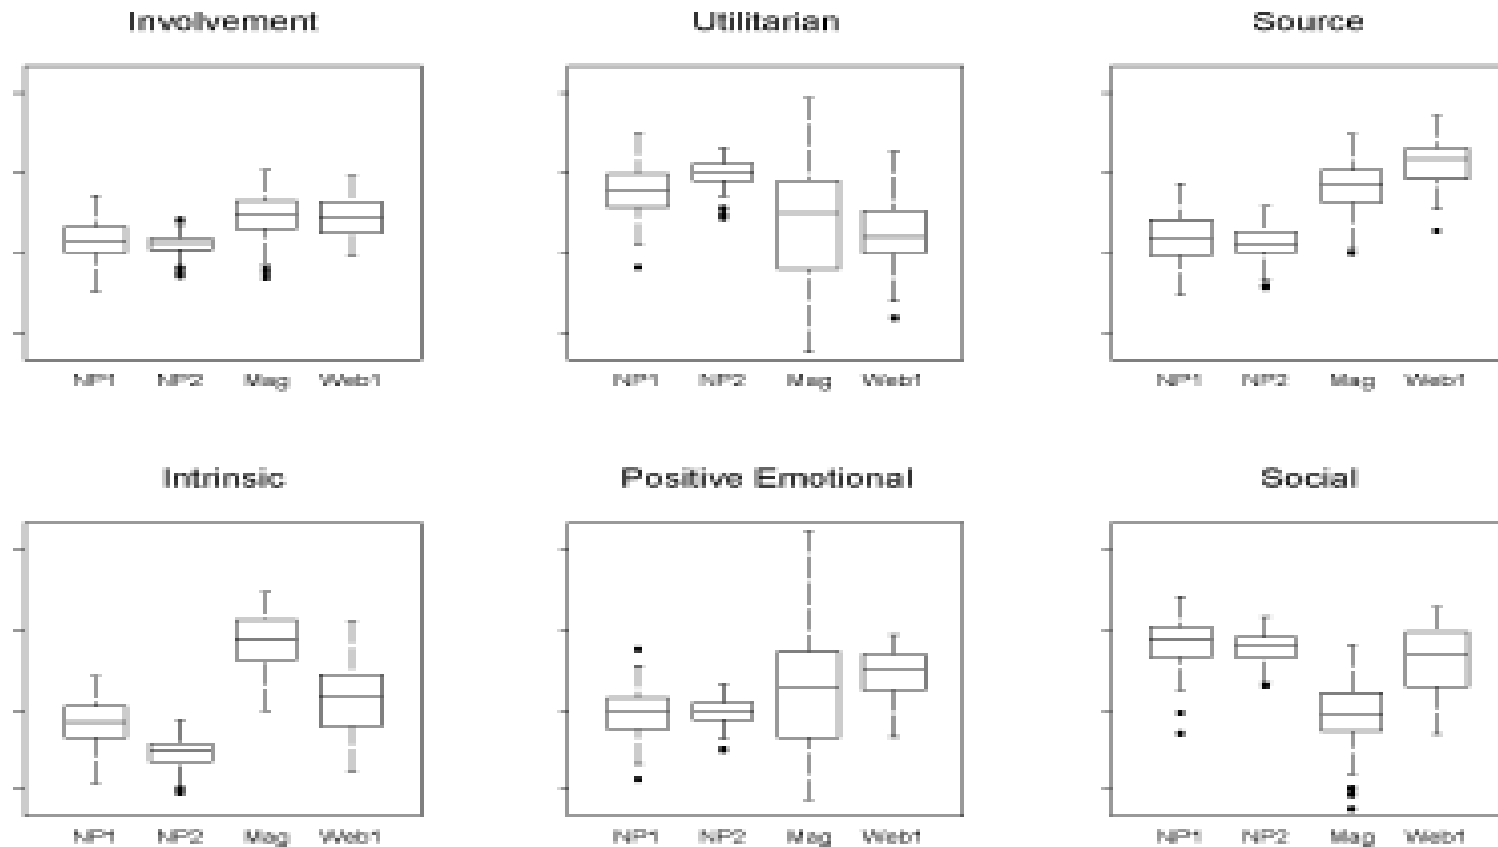 Involvement
Utilitarian
Source
NP1 NP2 Mag Web1
NP1 NP2 Mag Web1
NP1 NP2 Mag Web1
Intrinsic
Positive Emotional
Social
NP1 NP2 Mag Web1
NP1 NP2 Mag Web1
NP1 NP2 Mag Web1